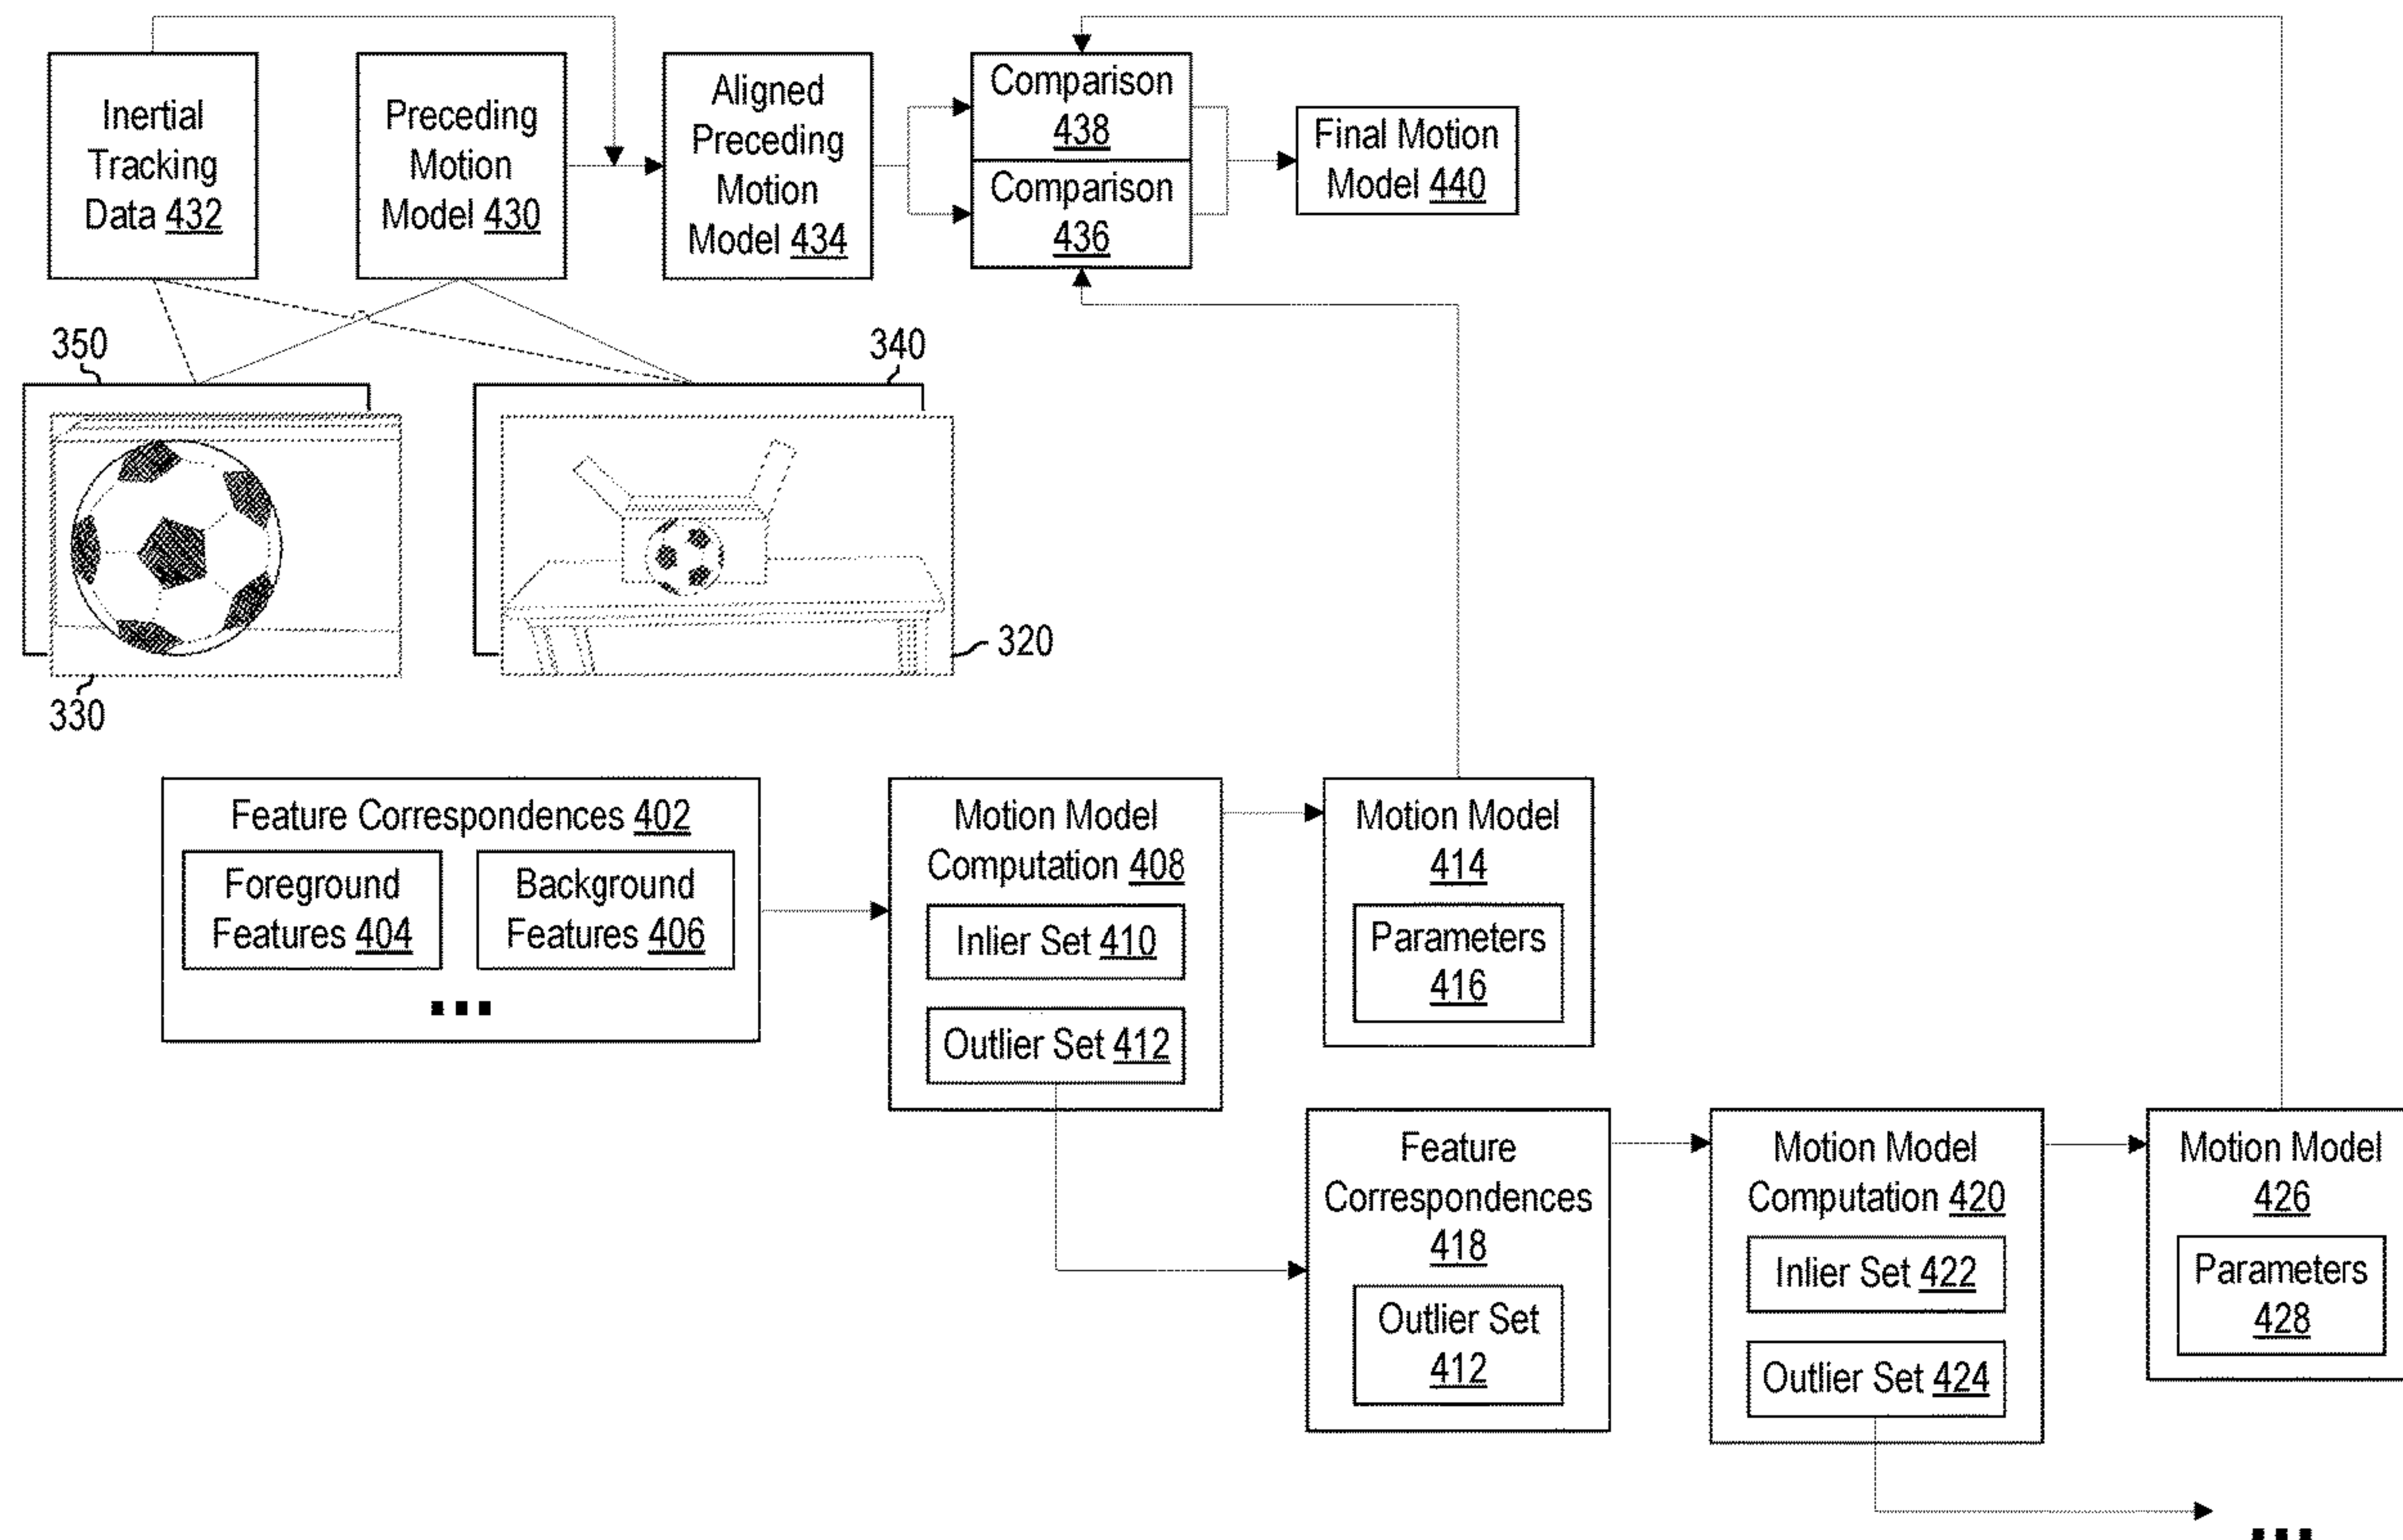 Inertial
Tracking
Data 432
Preceding
Motion
Model 430
Aligned
Preceding
Motion
Model 434
Comparison
438
Comparison
436
Final Motion
Model 440
350
340
320
330
Feature Correspondences 402
Foreground
Features 404
Background
Features 406
...
Motion Model
Computation 408
Inlier Set 410
Outlier Set 412
Motion Model
414
Parameters
416
Feature
Correspondences
418
Outlier Set
412
Motion Model
Computation 420
Inlier Set 422
Outlier Set 424
Motion Model
426
Parameters
428
...